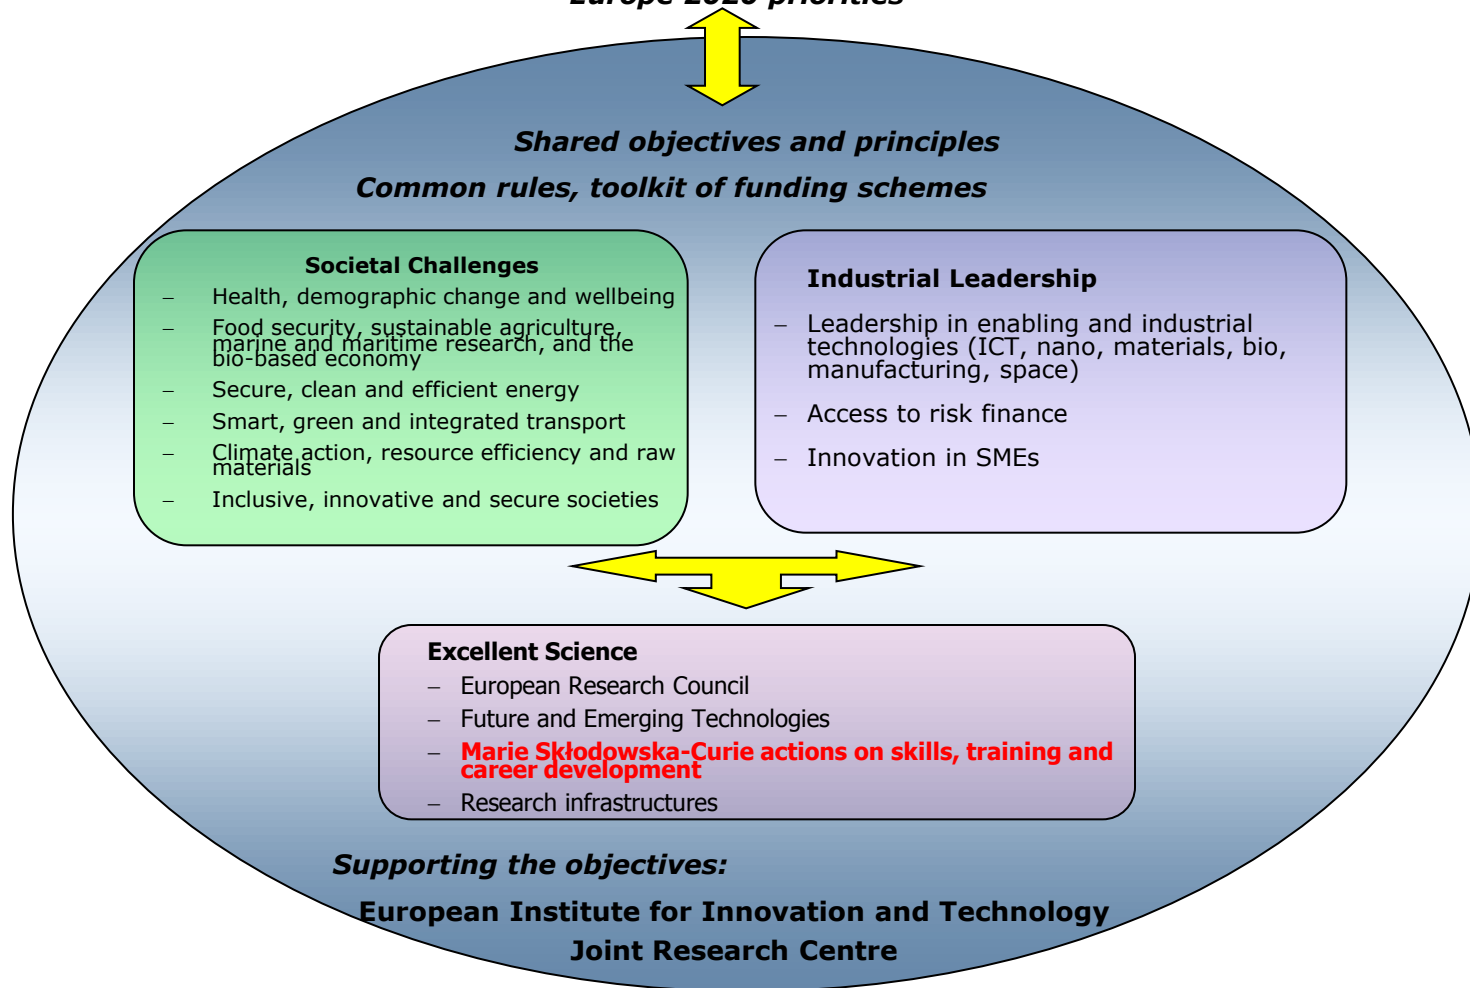 Europe 2020 priorities
Shared objectives and principles
Common rules, toolkit of funding schemes
Societal Challenges
– Health, demographic change and wellbeing
– Food security, sustainable agriculture,
marine and maritime research, and the
bio-based economy
– Secure, clean and efficient energy
– Smart, green and integrated transport
– Climate action, resource efficiency and raw
materials
– Inclusive, innovative and secure societies
Industrial Leadership
– Leadership in enabling and industrial
technologies (ICT, nano, materials, bio,
manufacturing, space)
– Access to risk finance
– Innovation in SMEs
Excellent Science
– European Research Council
– Future and Emerging Technologies
– Marie Skłodowska-Curie actions on skills, training and
career development
– Research infrastructures
Supporting the objectives:
European Institute for Innovation and Technology
Joint Research Centre